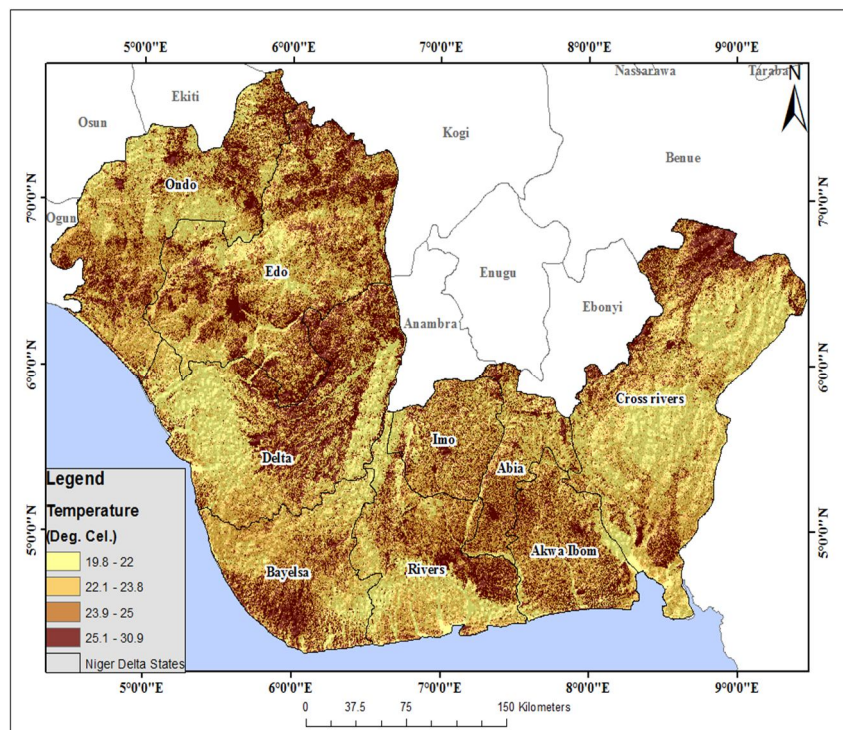 5°0'0"E 6°0'0"E 7°0'0"E 8°0'0"E 9°0'0"E
Nassarawa Taraba
N
Ekiti
Kogi
Osun
Benue
Ondo
7°0'0"N 7°0'0"N
Ogun
Edo
Enugu
Anambra Ebonyi
6°0'0"N 6°0'0"N
Cross rivers
Imo
Delta
Abia
Legend
Temperature
(Deg. Cel.)
19.8 - 22
22.1 - 23.8
23.9 - 25
25.1 - 30.9
Niger Delta States
5°0'0"N 5°0'0"N
Akwa Ibom
Bayelsa
Rivers
5°0'0"E 6°0'0"E 7°0'0"E 8°0'0"E 9°0'0"E
0 37.5 75 150 Kilometers